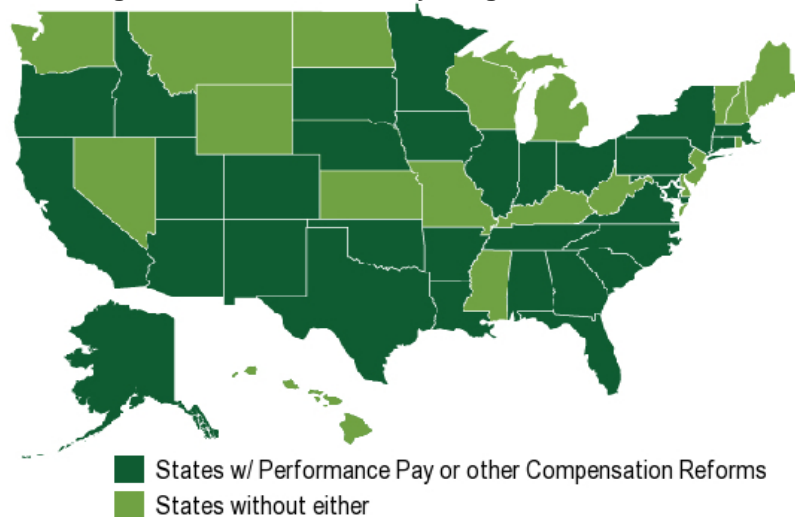 States w/ Performance Pay or other Compensation Reforms
States without either